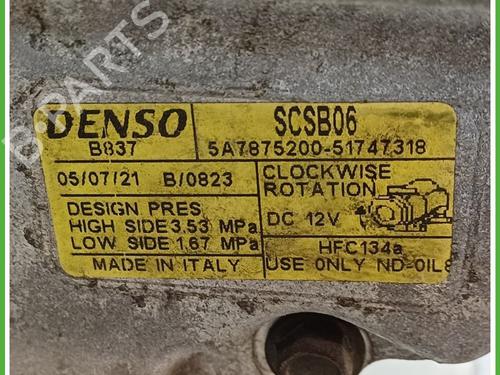 B-PARTS
DENSO
SCSB06
B837
5A7875200-51747318
05/07/21 B/0823
CLOCKWISE
ROTATION
DESIGN PRES.
HIGH SIDE 3.53 MPa
LOW SIDE 1.67 MPa
DC 12V
HFC134a
MADE IN ITALY
USE ONLY ND-OIL8